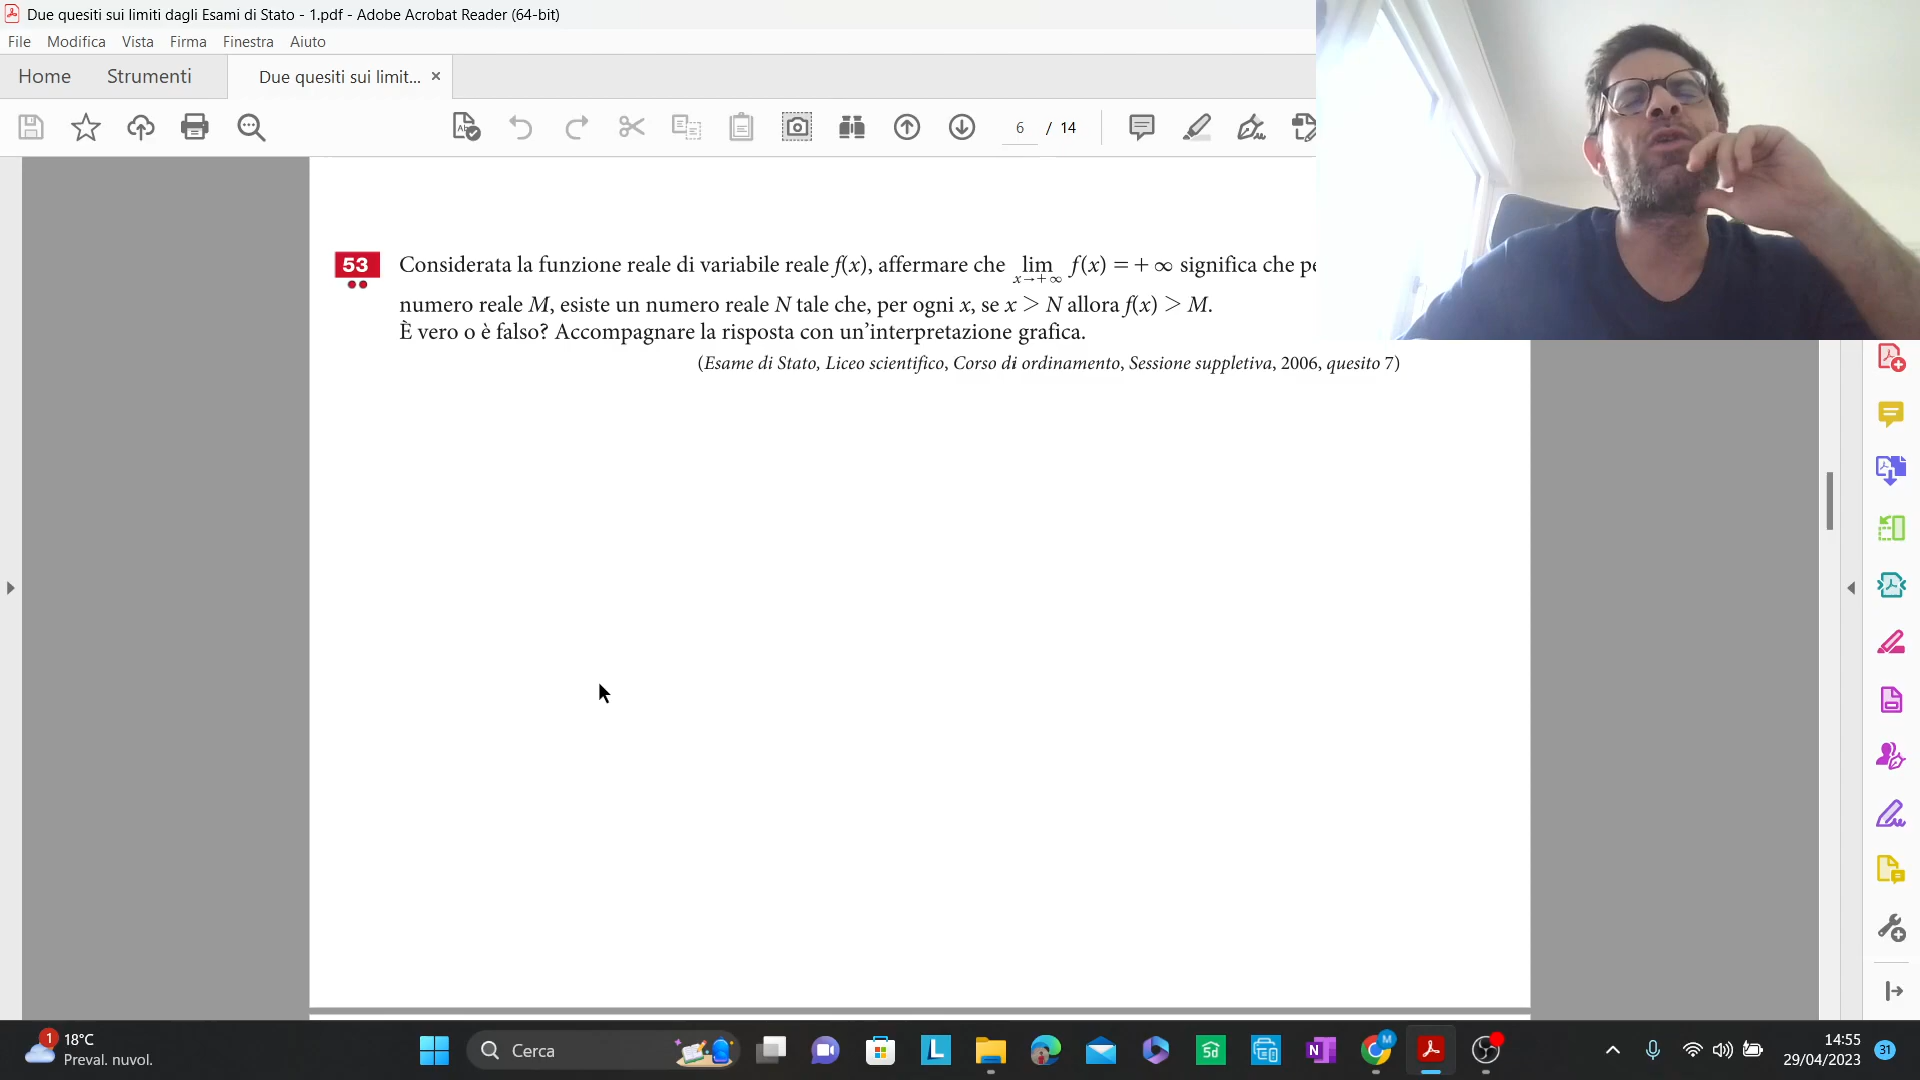 Due quesiti sui limiti dagli Esami di Stato - 1.pdf - Adobe Acrobat Reader (64-bit)
File Modifica Vista Firma Finestra Aiuto
Home Strumenti Due quesiti sui limit... ×
6 / 14
53 Considerata la funzione reale di variabile reale f(x), affermare che lim x→+∞ f(x) = +∞ significa che
numero reale M, esiste un numero reale N tale che, per ogni x, se x > N allora f(x) > M.
È vero o è falso? Accompagnare la risposta con un'interpretazione grafica.
(Esame di Stato, Liceo scientifico, Corso di ordinamento, Sessione suppletiva, 2006, quesito 7)
1 18°C
Preval. nuvol.
Cerca
14:55
29/04/2023
31